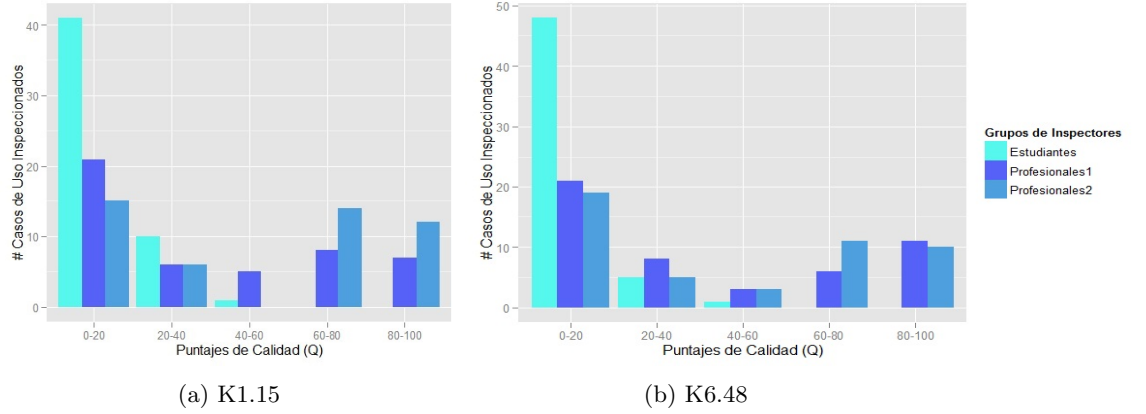 # Casos de Uso Inspeccionados
40
30
20
10
0
0-20 20-40 40-60 60-80 80-100
Puntajes de Calidad (Q)
(a) K1.15
# Casos de Uso Inspeccionados
50
40
30
20
10
0
0-20 20-40 40-60 60-80 80-100
Puntajes de Calidad (Q)
(b) K6.48
Grupos de Inspectores
Estudiantes
Profesionales1
Profesionales2